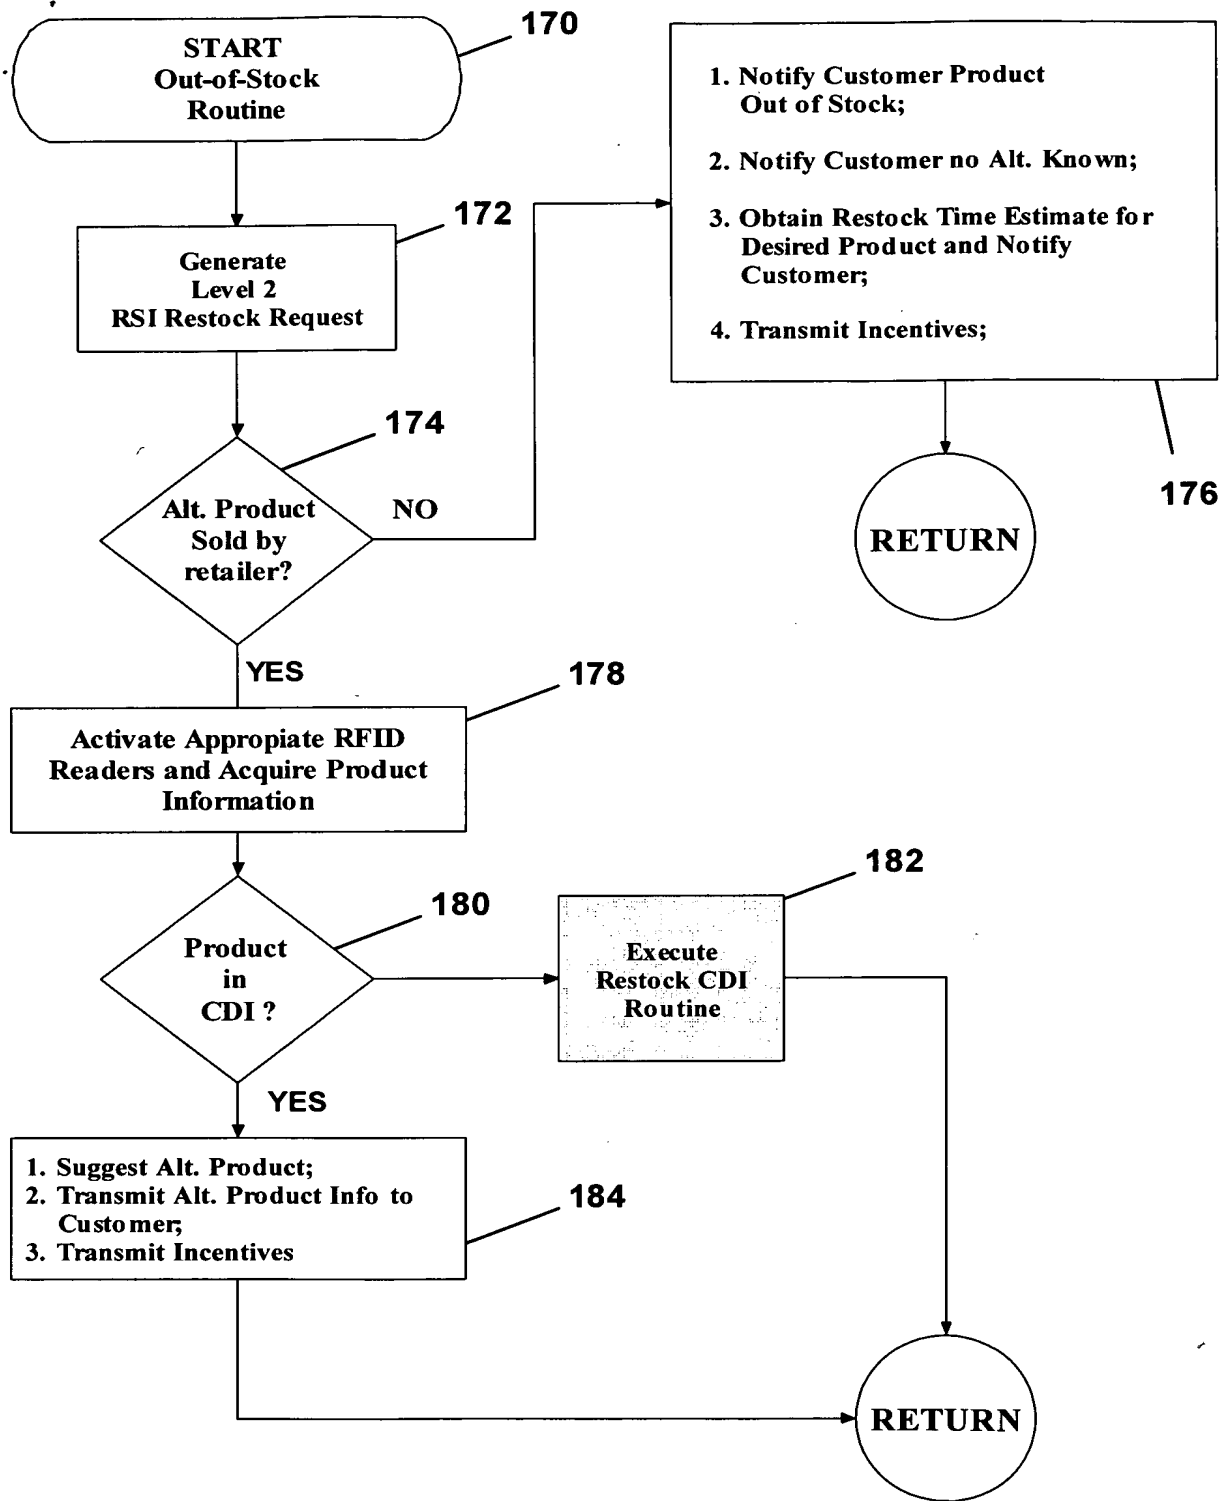 START
Out-of-Stock
Routine
170
Generate
Level 2
RSI Restock Request
172
Alt. Product
Sold by
retailer?
174
NO
1. Notify Customer Product
Out of Stock;
2. Notify Customer no Alt. Known;
3. Obtain Restock Time Estimate for
Desired Product and Notify
Customer;
4. Transmit Incentives;
176
RETURN
YES
Activate Appropiate RFID
Readers and Acquire Product
Information
178
Product
in
CDI ?
180
Execute
Restock CDI
Routine
182
YES
1. Suggest Alt. Product;
2. Transmit Alt. Product Info to
Customer;
3. Transmit Incentives
184
RETURN